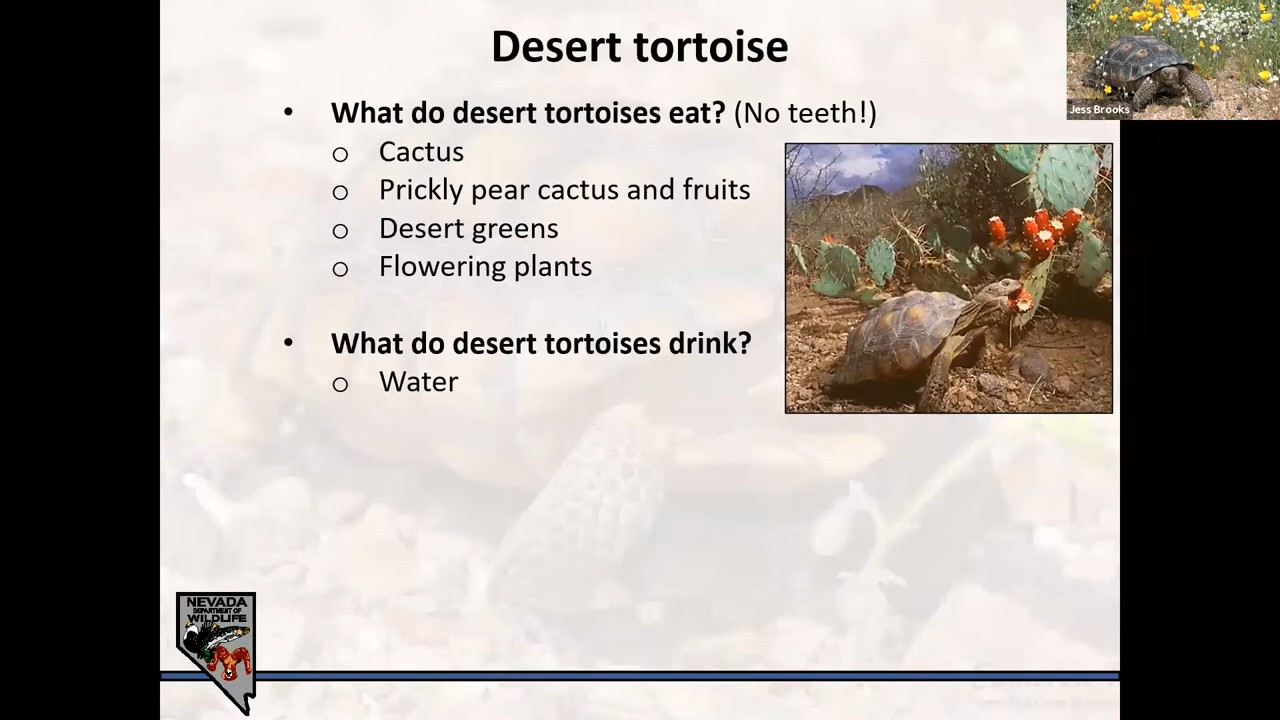 Desert tortoise
Jess Brooks
• What do desert tortoises eat? (No teeth!)
o Cactus
o Prickly pear cactus and fruits
o Desert greens
o Flowering plants
• What do desert tortoises drink?
o Water
NEVADA
DEPARTMENT OF
WILDLIFE